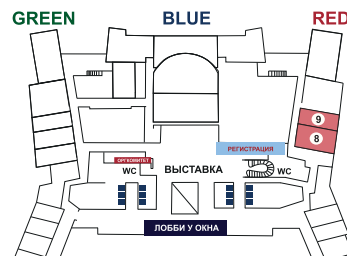 GREEN BLUE RED
9
8
РЕГИСТРАЦИЯ
ОРГКОМИТЕТ
WC ВЫСТАВКА WC
ЛОББИ У ОКНА